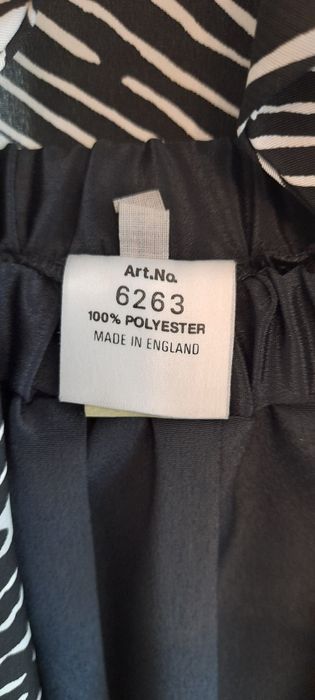 Art.No.
6263
100% POLYESTER
MADE IN ENGLAND